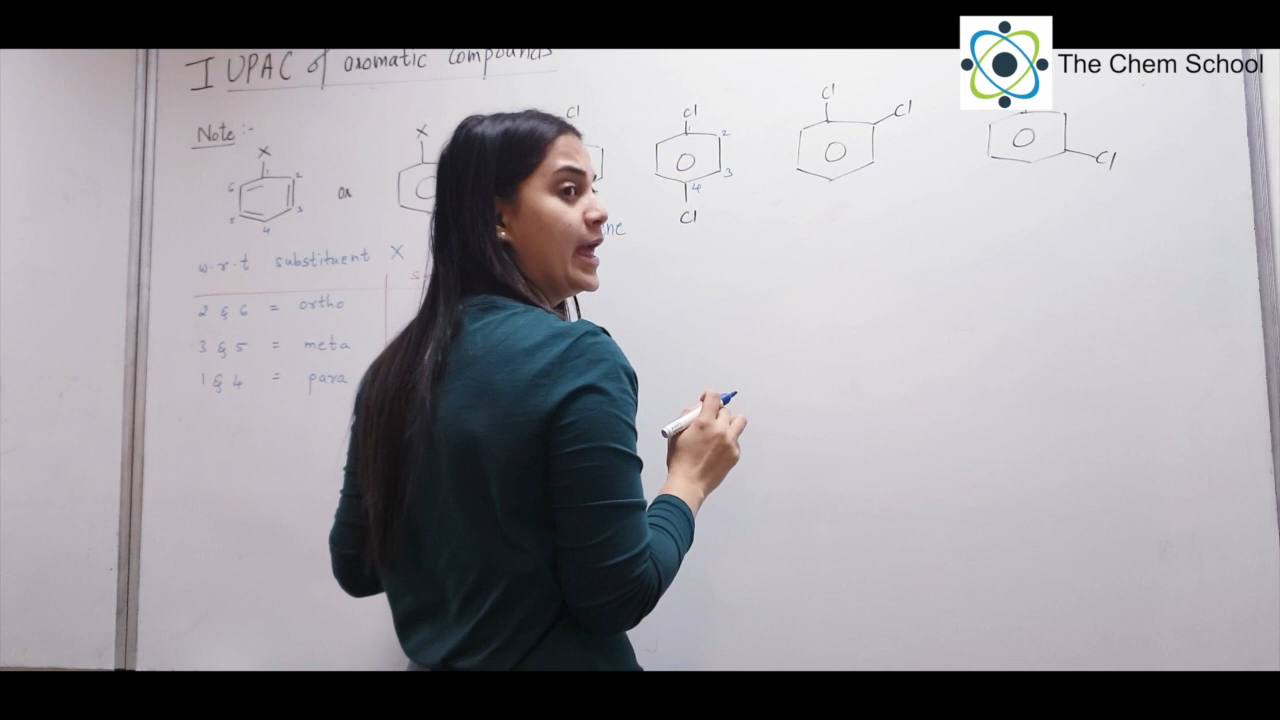 The Chem School
IUPAC of aromatic compounds
Note :-
X
1
2
3
4
5
6
or
X
Cl
Cl
2
3
4
Cl
Cl
Cl
Cl
w.r.t substituent X
2 & 6 = ortho
3 & 5 = meta
1 & 4 = para